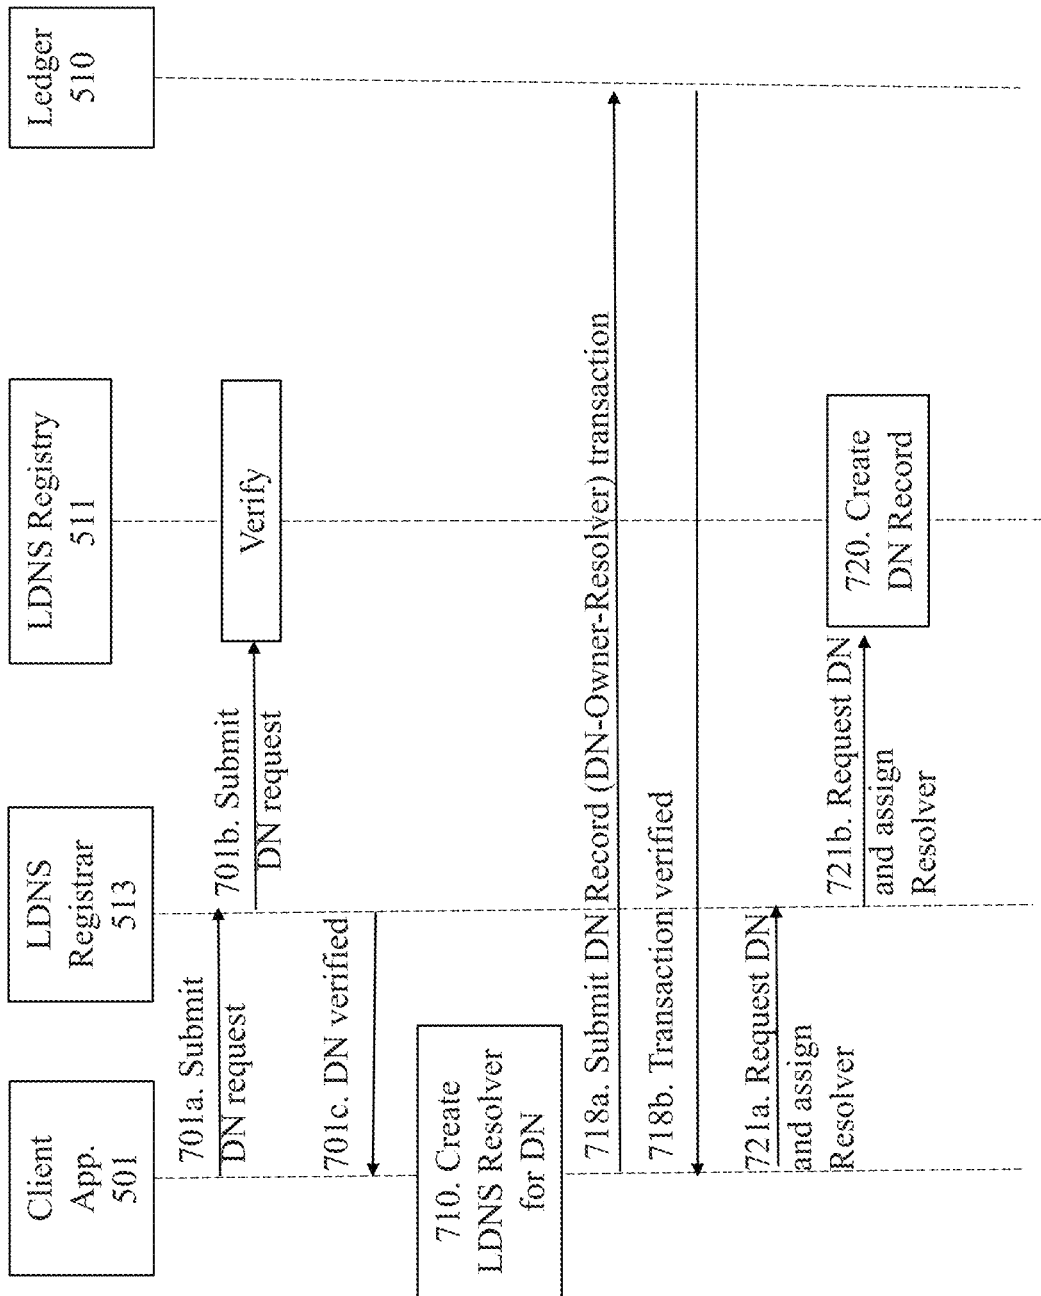 Client
App.
501
LDNS
Registrar
513
LDNS Registry
511
Ledger
510
701a. Submit
DN request
701b. Submit
DN request
Verify
701c. DN verified
710. Create
LDNS Resolver
for DN
718a. Submit DN Record (DN-Owner-Resolver) transaction
718b. Transaction verified
721a. Request DN
and assign
Resolver
721b. Request DN
and assign
Resolver
720. Create
DN Record